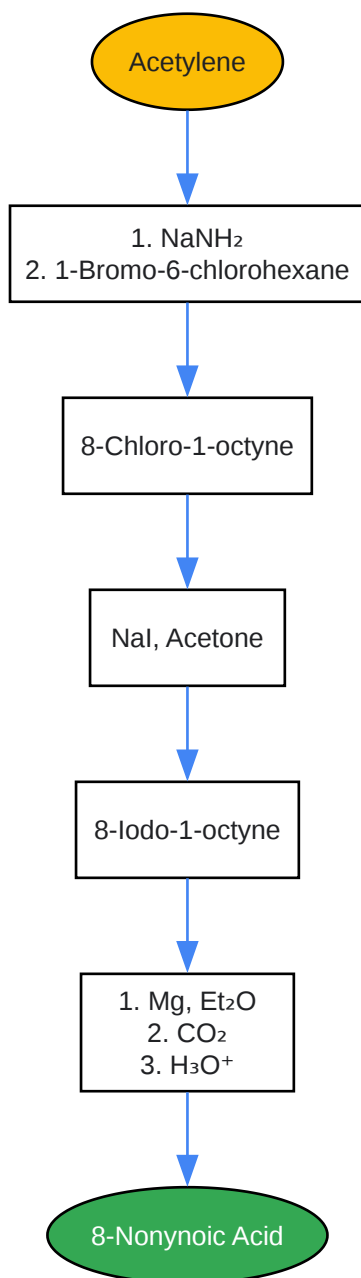 Acetylene
1. NaNH₂
2. 1-Bromo-6-chlorohexane
8-Chloro-1-octyne
NaI, Acetone
8-Iodo-1-octyne
1. Mg, Et₂O
2. CO₂
3. H₃O⁺
8-Nonynoic Acid